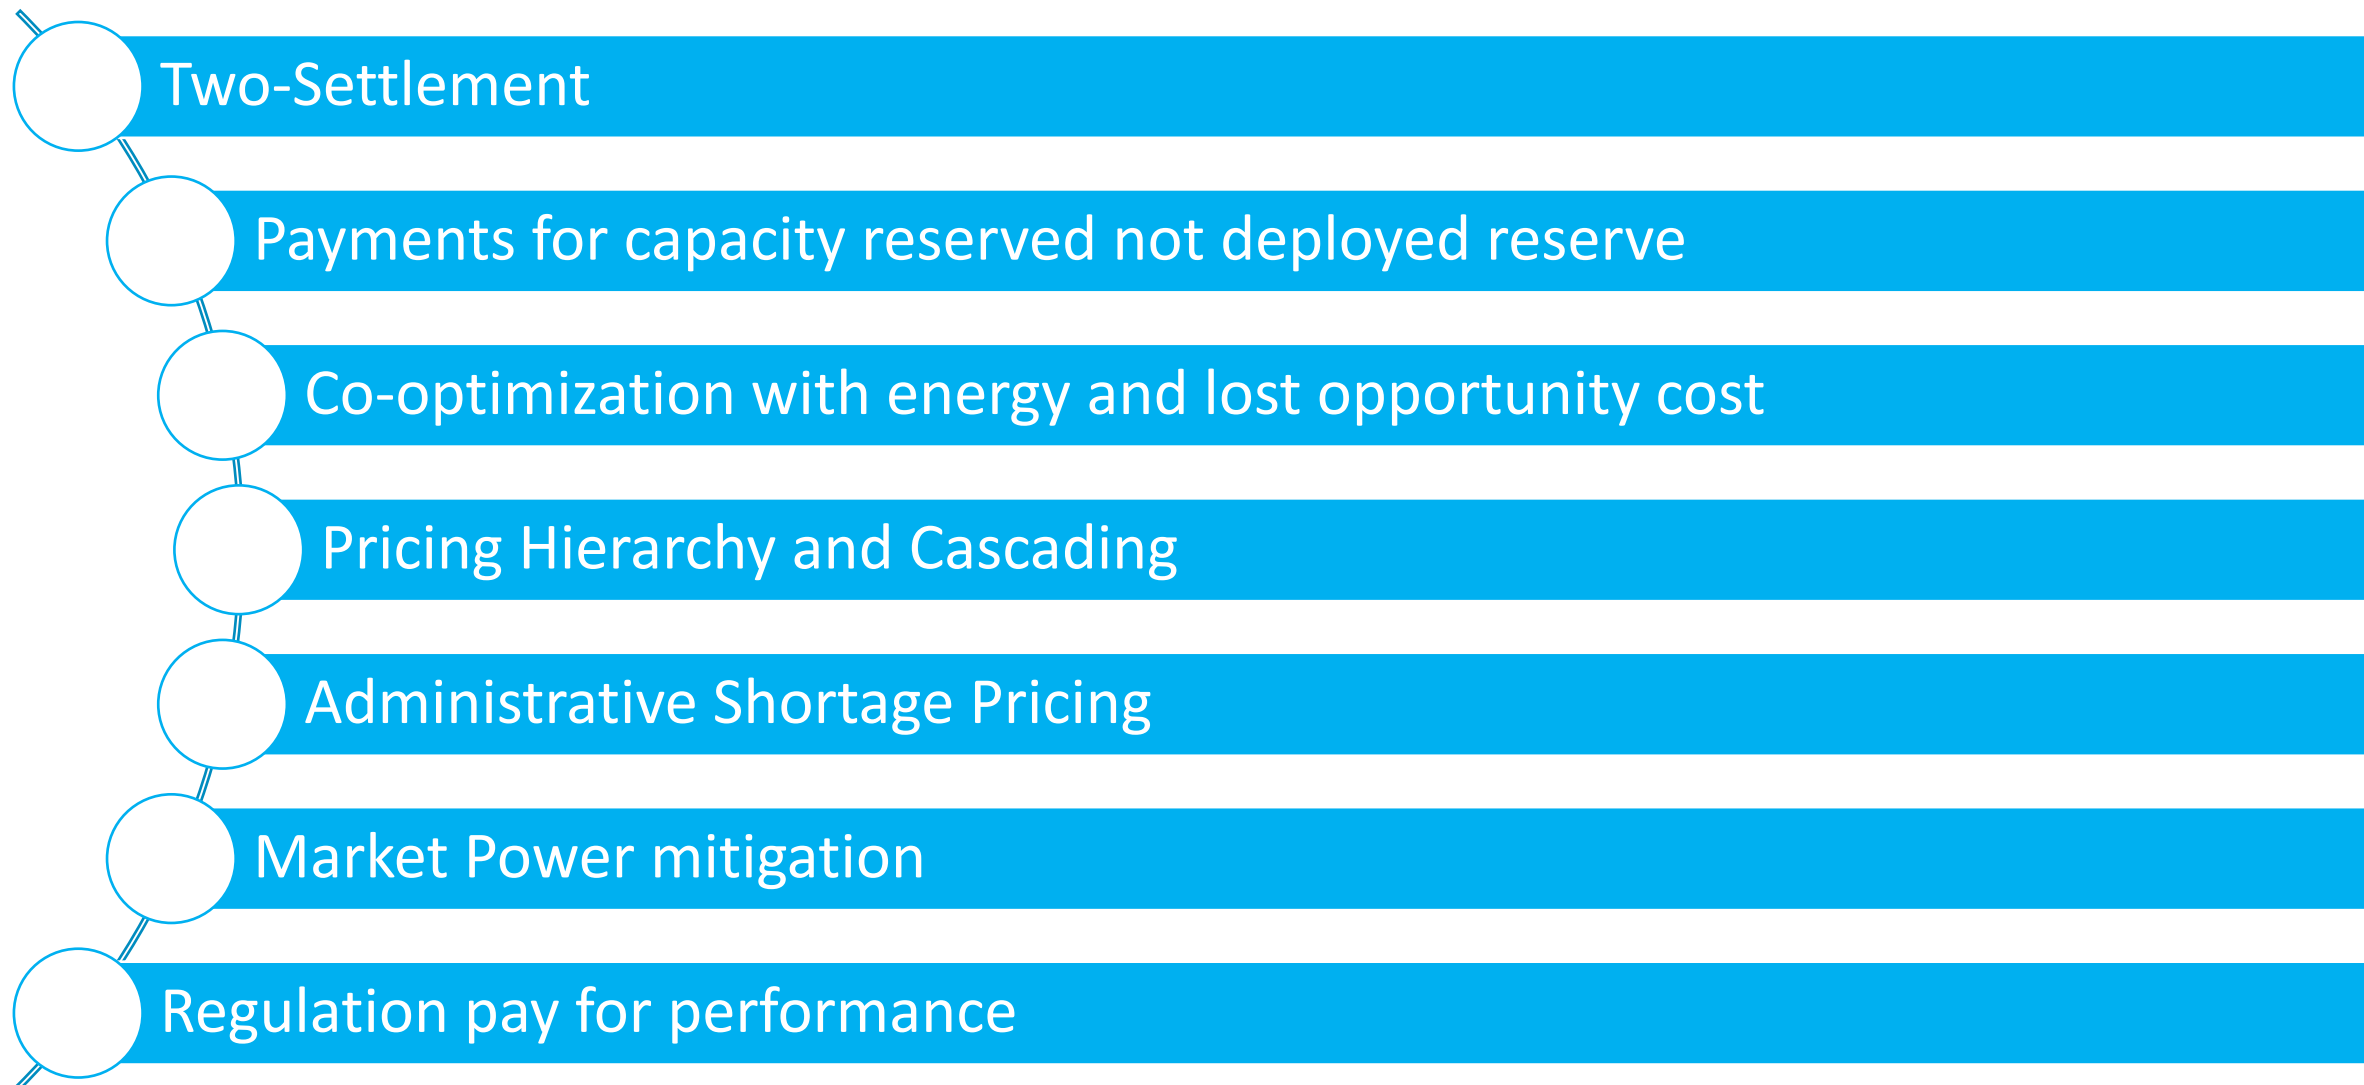 Two-Settlement
Payments for capacity reserved not deployed reserve
Co-optimization with energy and lost opportunity cost
Pricing Hierarchy and Cascading
Administrative Shortage Pricing
Market Power mitigation
Regulation pay for performance